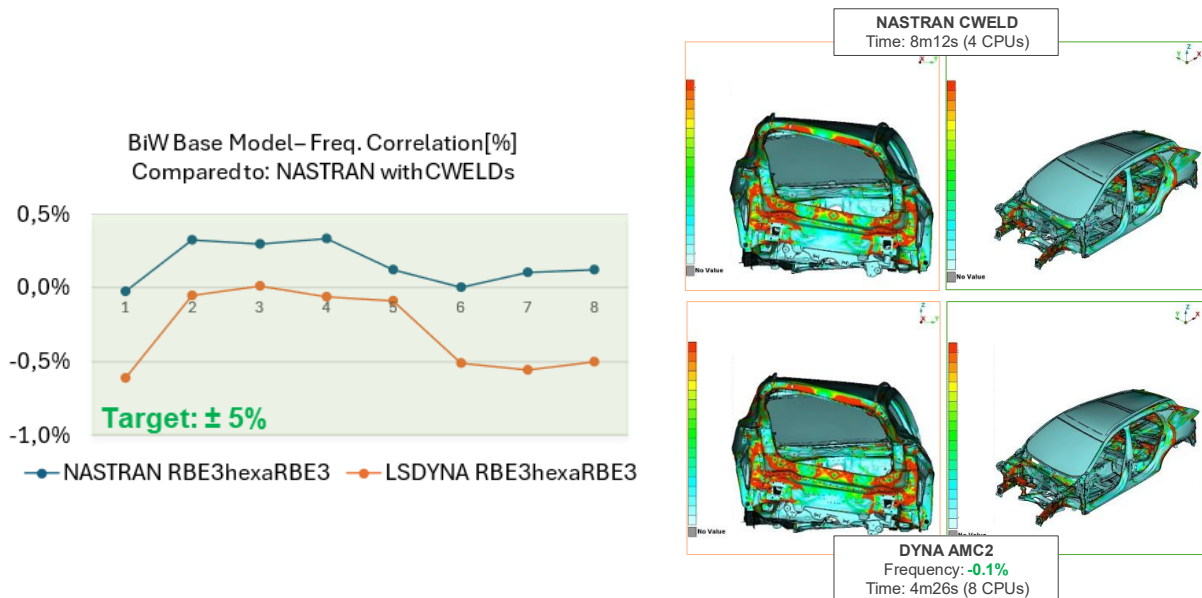 BiW Base Model– Freq. Correlation[%]
Compared to: NASTRAN with CWELDs
0,5%
0,0%
-0,5%
-1,0%
1 2 3 4 5 6 7 8
Target: ± 5%
NASTRAN RBE3hexaRBE3 LSDYNA RBE3hexaRBE3
NASTRAN CWELD
Time: 8m12s (4 CPUs)
No Value
Z
Y
X
No Value
No Value
Z
Y
X
No Value
DYNA AMC2
Frequency: -0.1%
Time: 4m26s (8 CPUs)